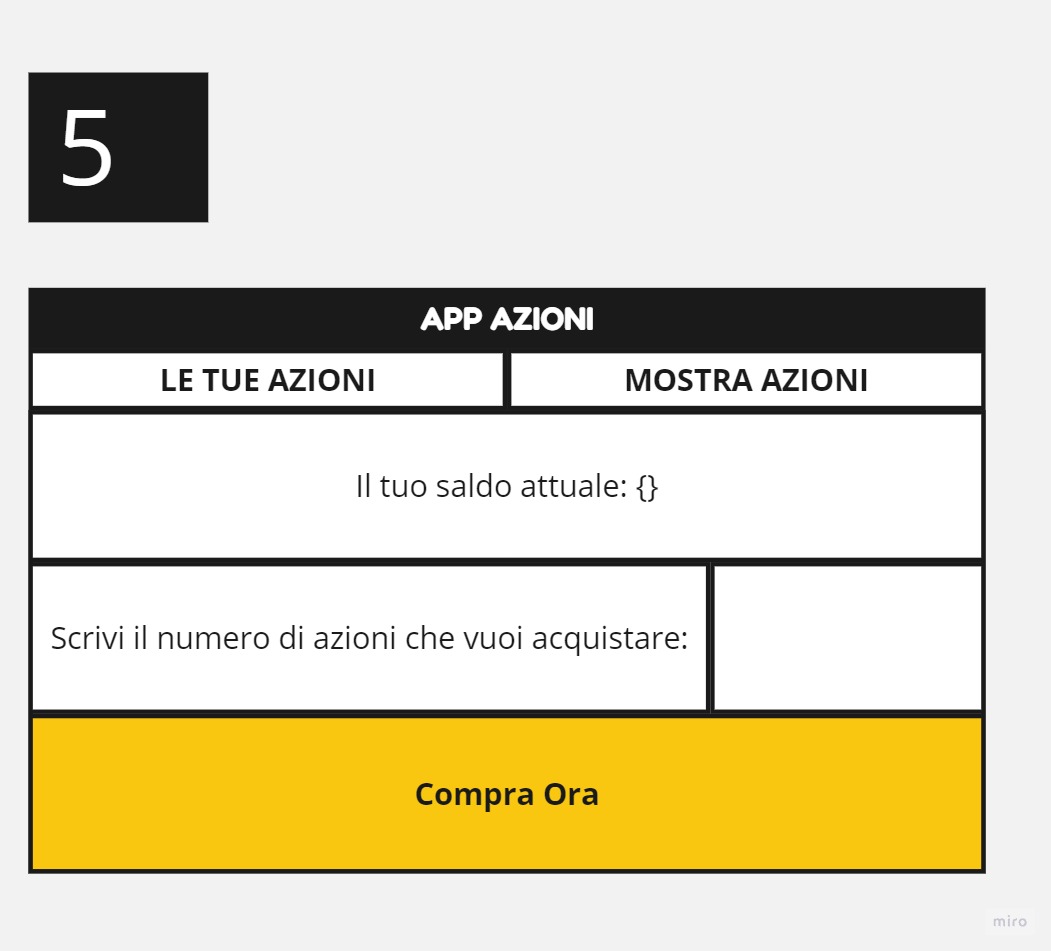 5
APP AZIONI
LE TUE AZIONI
MOSTRA AZIONI
Il tuo saldo attuale: {}
Scrivi il numero di azioni che vuoi acquistare:
Compra Ora
miro